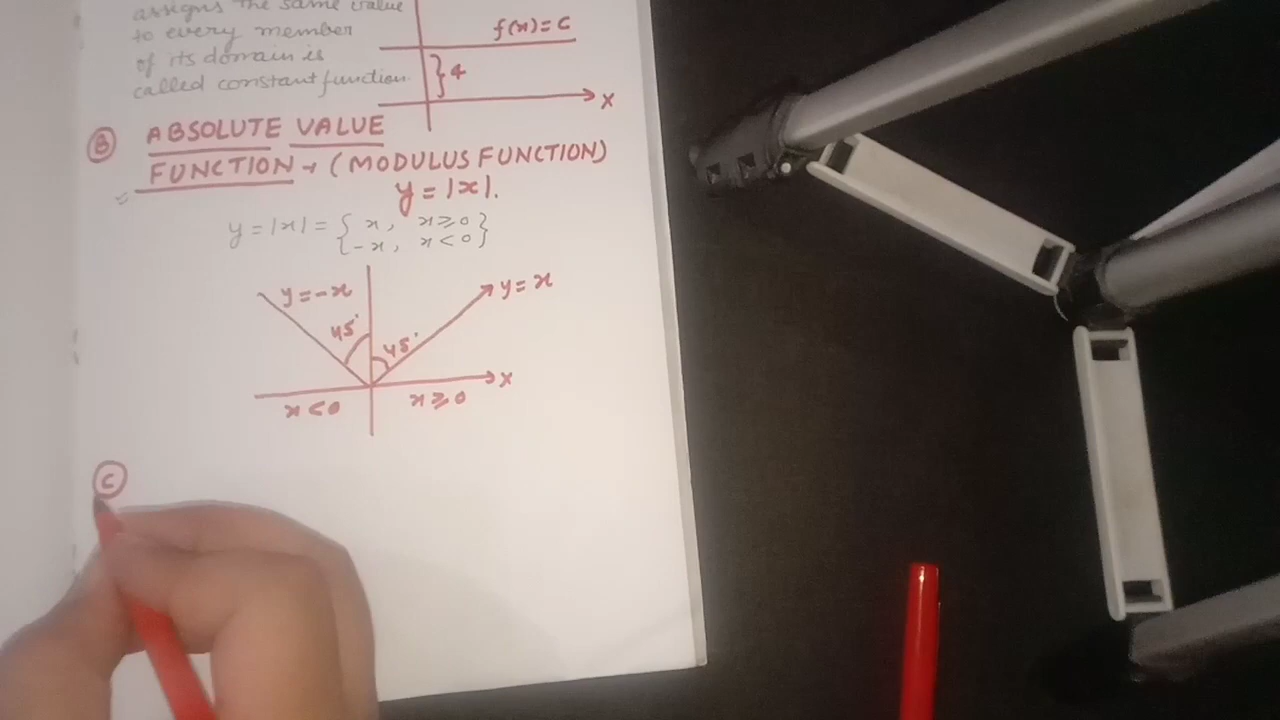 assigns the same value
to every member
of its domain is
called constant function.
f(x)=C
}4
X
B ABSOLUTE VALUE
FUNCTION → (MODULUS FUNCTION)
y = |x|.
y = |x| = { x, x ≥ 0 }
{ -x, x < 0 }
y = -x
y = x
45°
45°
X
x < 0
x ≥ 0
C